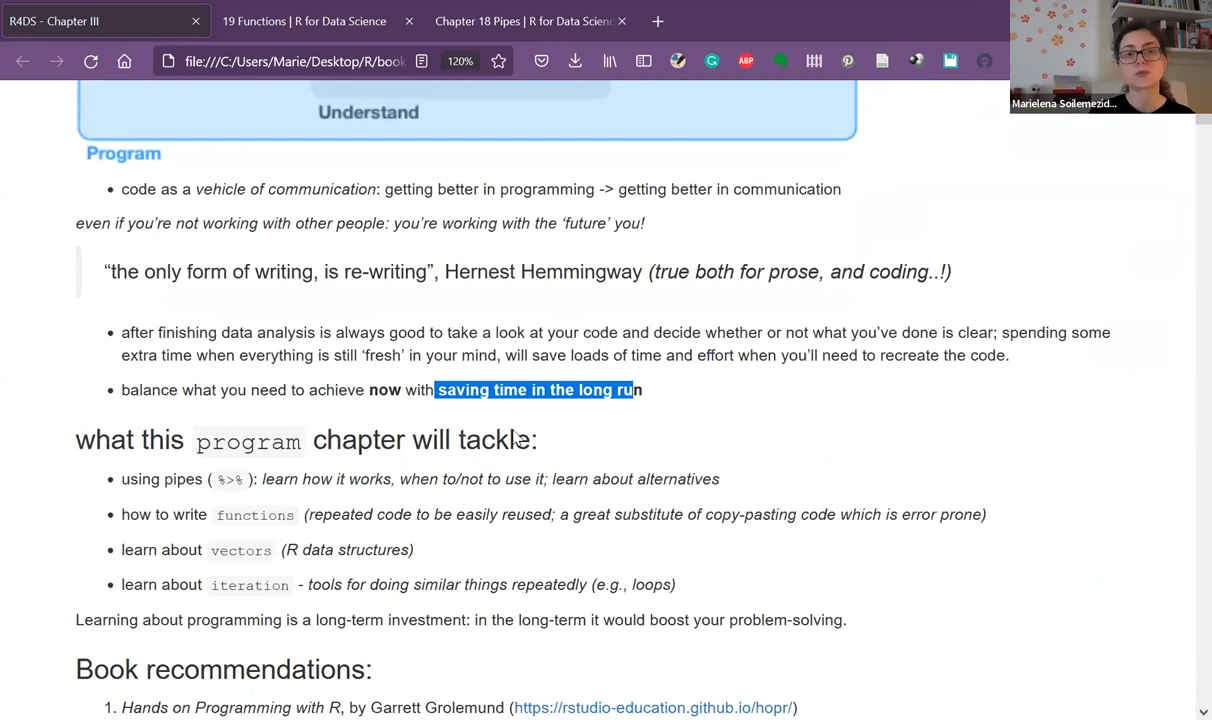 R4DS - Chapter III
19 Functions | R for Data Science
Chapter 18 Pipes | R for Data Scienc
file:///C:/Users/Marie/Desktop/R/book
120%
ABP
Marielena Soilemezid...
Understand
Program
• code as a vehicle of communication: getting better in programming -> getting better in communication
even if you're not working with other people: you're working with the 'future' you!
“the only form of writing, is re-writing”, Hernest Hemmingway (true both for prose, and coding..!)
• after finishing data analysis is always good to take a look at your code and decide whether or not what you've done is clear; spending some
extra time when everything is still 'fresh' in your mind, will save loads of time and effort when you'll need to recreate the code.
• balance what you need to achieve now with saving time in the long run
what this program chapter will tackle:
• using pipes ( %>% ): learn how it works, when to/not to use it; learn about alternatives
• how to write functions (repeated code to be easily reused; a great substitute of copy-pasting code which is error prone)
• learn about vectors (R data structures)
• learn about iteration - tools for doing similar things repeatedly (e.g., loops)
Learning about programming is a long-term investment: in the long-term it would boost your problem-solving.
Book recommendations:
1. Hands on Programming with R, by Garrett Grolemund (https://rstudio-education.github.io/hopr/)